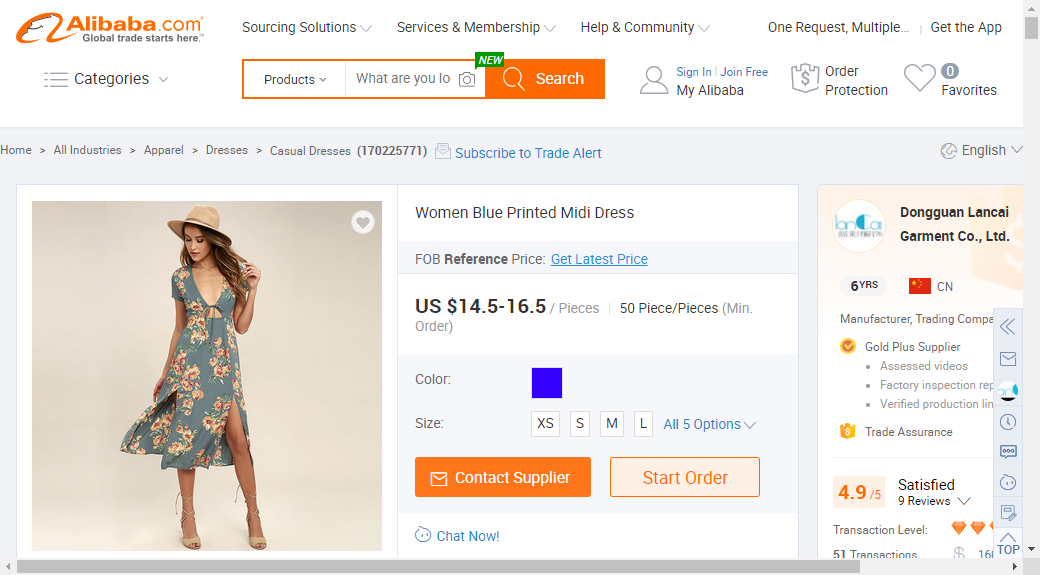 Alibaba.com
Global trade starts here.™
Sourcing Solutions
Services & Membership
Help & Community
One Request, Multiple...
Get the App
Categories
Products
What are you lo
NEW
Search
Sign In | Join Free
My Alibaba
Order
Protection
0
Favorites
Home > All Industries > Apparel > Dresses > Casual Dresses (170225771)
Subscribe to Trade Alert
English
Women Blue Printed Midi Dress
FOB Reference Price: Get Latest Price
US $14.5-16.5 / Pieces | 50 Piece/Pieces (Min.
Order)
Color:
Size:
XS
S
M
L
All 5 Options
Contact Supplier
Start Order
Chat Now!
Dongguan Lancai
Garment Co., Ltd.
6YRS
CN
Manufacturer, Trading Compa
Gold Plus Supplier
Assessed videos
Factory inspection rep
Verified production lin
Trade Assurance
4.9/5
Satisfied
9 Reviews
Transaction Level:
51 Transactions
$ 160
TOP